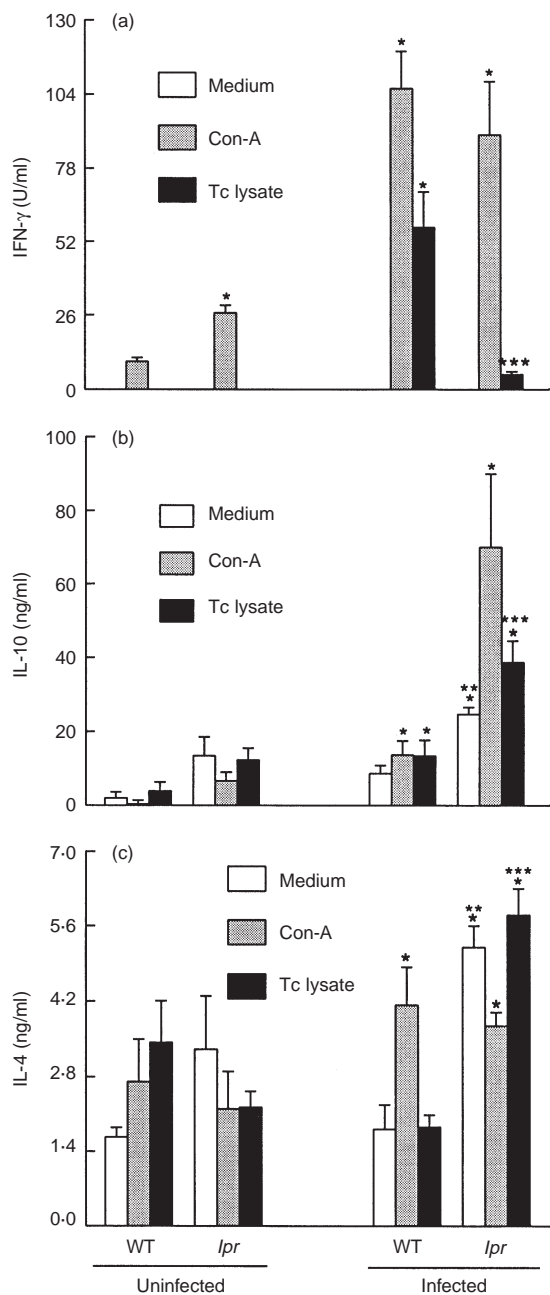 (a)
130
104
78
52
26
0
IFN-γ (U/ml)
Medium
Con-A
Tc lysate
*
*
*
*
***
(b)
100
80
60
40
20
0
IL-10 (ng/ml)
Medium
Con-A
Tc lysate
*
*
**
*
*
***
*
(c)
7·0
5·6
4·2
2·8
1·4
0·0
IL-4 (ng/ml)
Medium
Con-A
Tc lysate
*
**
*
*
***
*
WT lpr WT lpr
Uninfected Infected